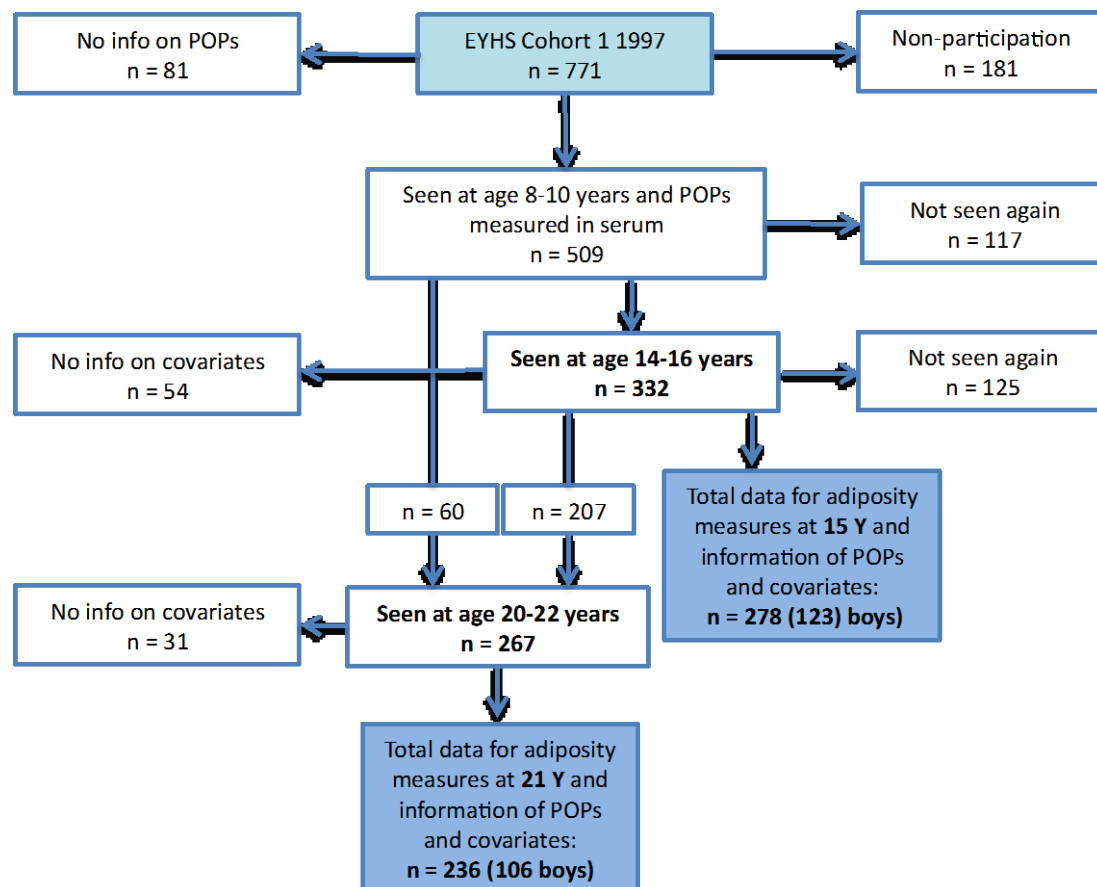 No info on POPs
n = 81
EYHS Cohort 1 1997
n = 771
Non-participation
n = 181
Seen at age 8-10 years and POPs
measured in serum
n = 509
Not seen again
n = 117
No info on covariates
n = 54
Seen at age 14-16 years
n = 332
Not seen again
n = 125
n = 60
n = 207
Total data for adiposity
measures at 15 Y and
information of POPs
and covariates:
n = 278 (123) boys)
No info on covariates
n = 31
Seen at age 20-22 years
n = 267
Total data for adiposity
measures at 21 Y and
information of POPs
and covariates:
n = 236 (106 boys)